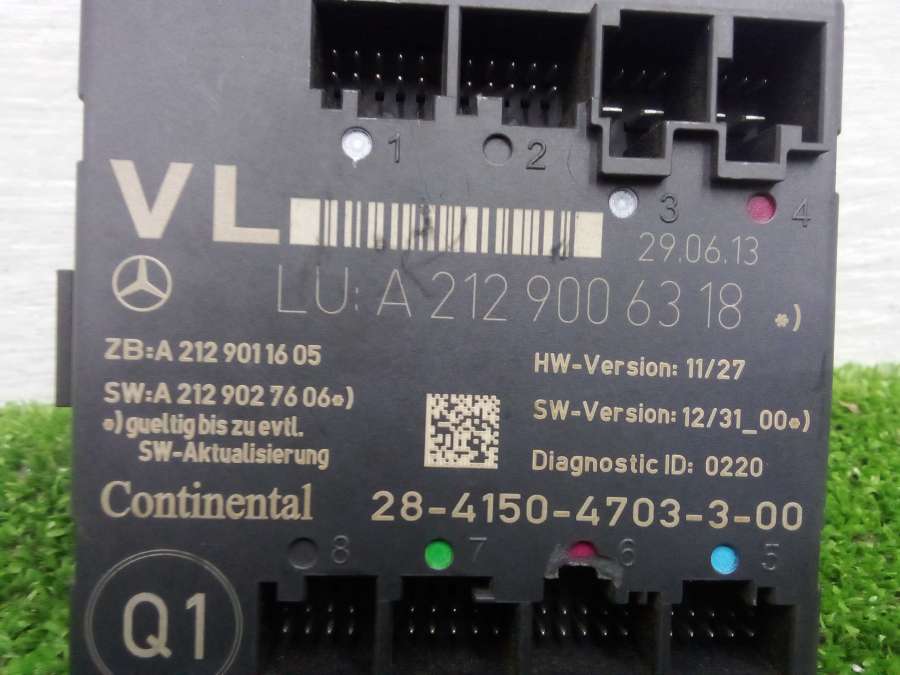 1 2
3 4
VL
29.06.13
LU: A 212 900 63 18 *)
ZB: A 212 901 16 05
HW-Version: 11/27
SW: A 212 902 76 06*)
SW-Version: 12/31_00*)
*) gueltig bis zu evtl.
SW-Aktualisierung
Diagnostic ID: 0220
Continental
28-4150-4703-3-00
8 7 6 5
Q1